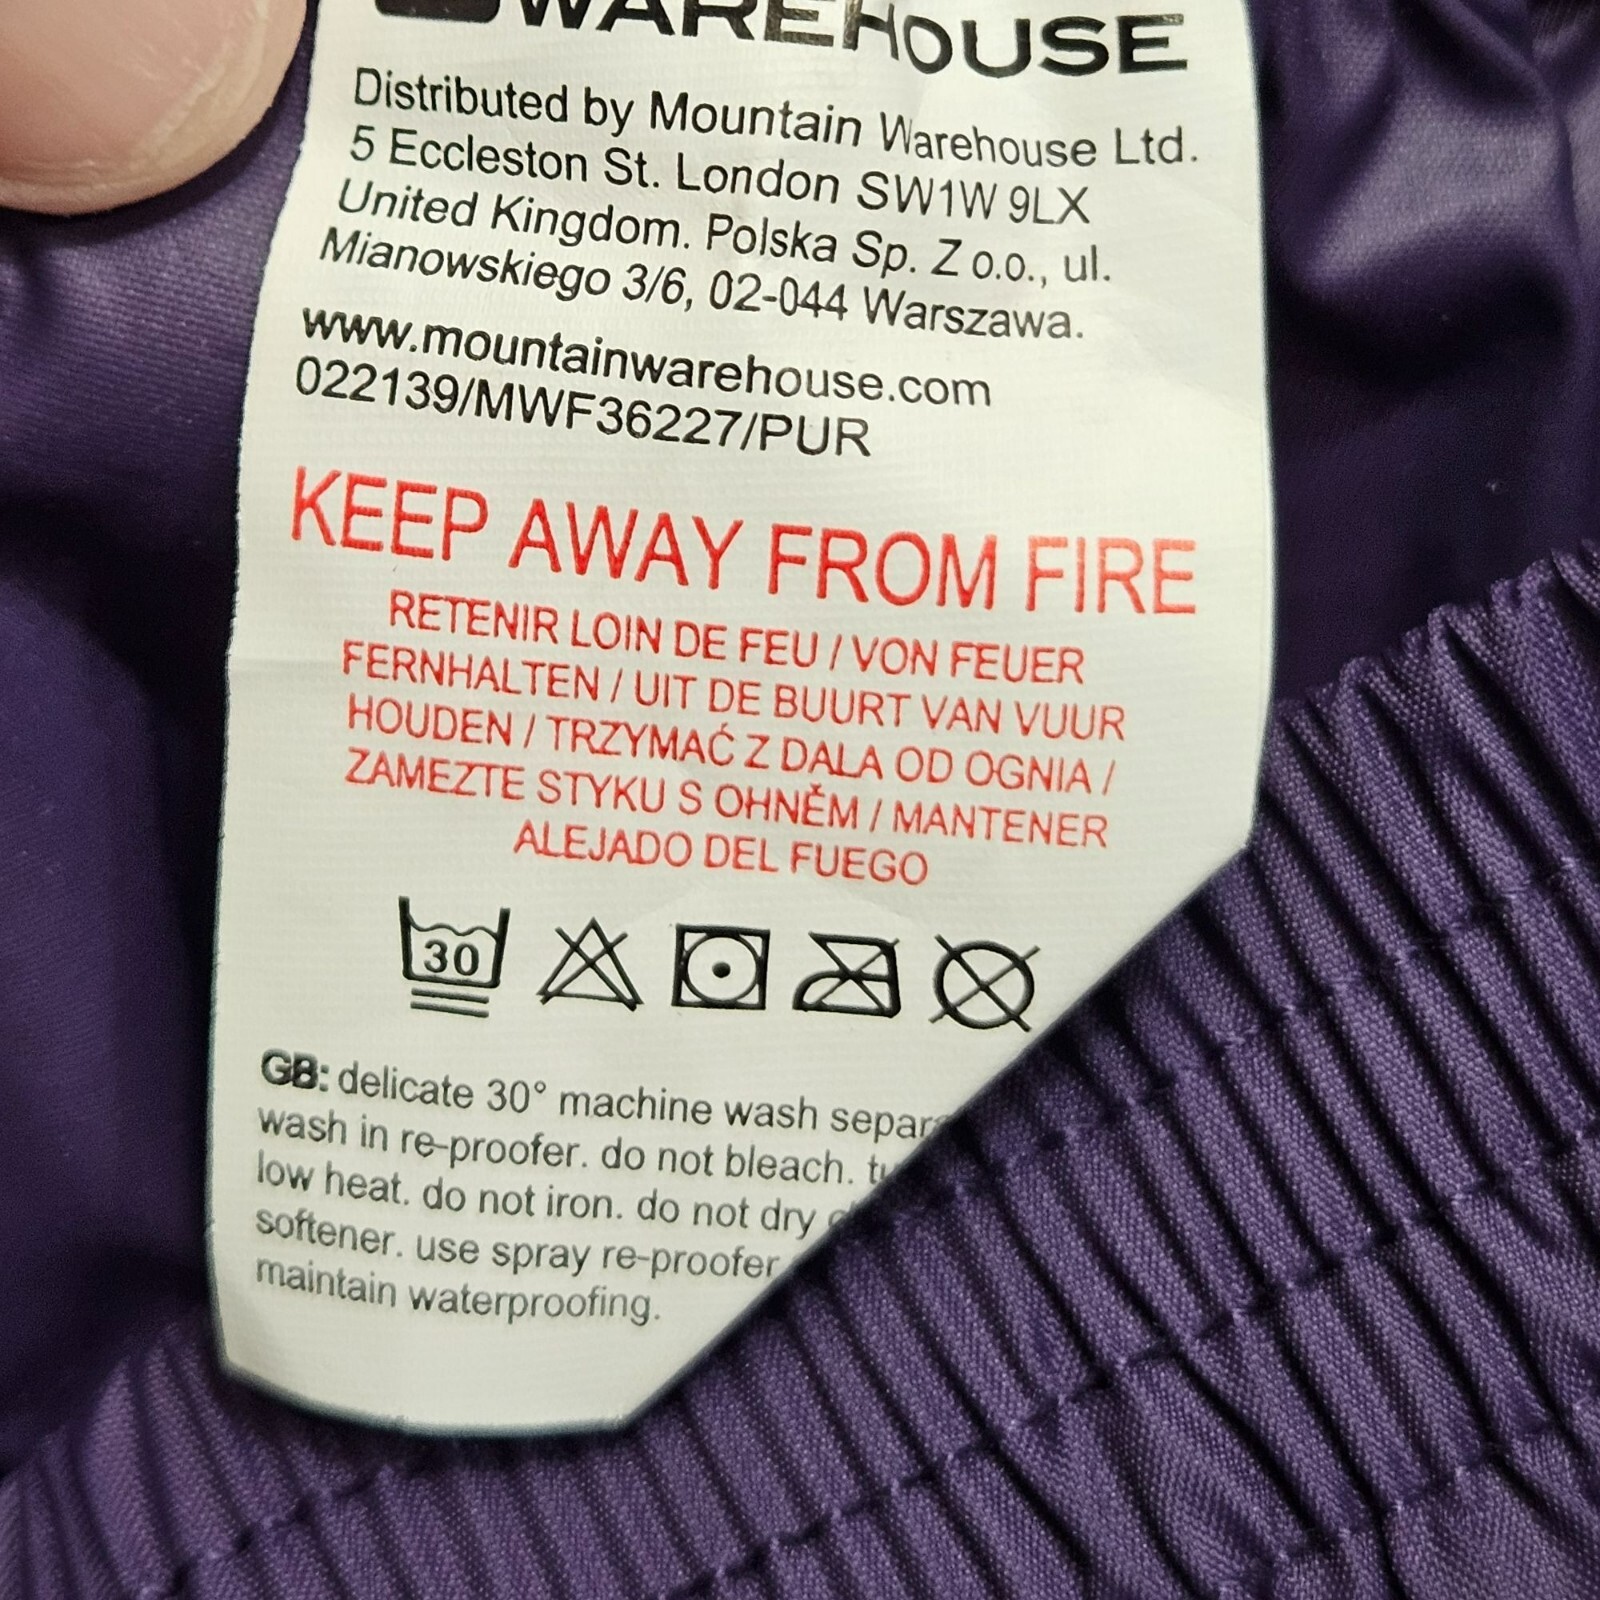 WAREHOUSE
Distributed by Mountain Warehouse Ltd.
5 Eccleston St. London SW1W 9LX
United Kingdom. Polska Sp. Z o.o., ul.
Mianowskiego 3/6, 02-044 Warszawa.
www.mountainwarehouse.com
022139/MWF36227/PUR
KEEP AWAY FROM FIRE
RETENIR LOIN DE FEU / VON FEUER
FERNHALTEN / UIT DE BUURT VAN VUUR
HOUDEN / TRZYMAĆ Z DALA OD OGNIA /
ZAMEZTE STYKU S OHNĚM / MANTENER
ALEJADO DEL FUEGO
30
GB: delicate 30° machine wash
wash in re-proofer. do not bleach.
low heat. do not iron. do not dry
softener. use spray re-proofer
maintain waterproofing.